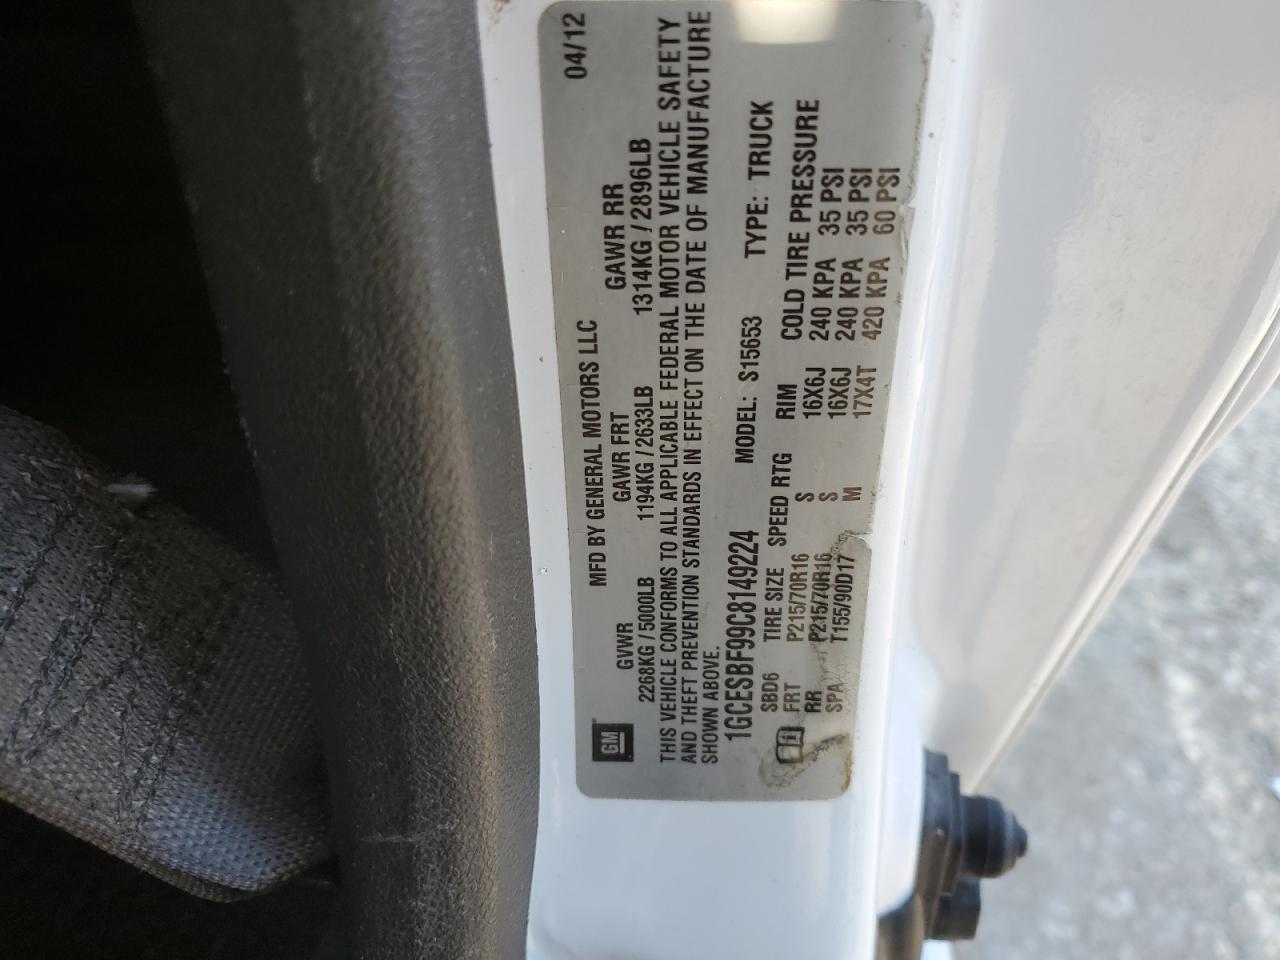 MFD BY GENERAL MOTORS LLC 04/12
GM
GVWR GAWR FRT GAWR RR
2268KG / 5000LB 1194KG / 2633LB 1314KG / 2896LB
THIS VEHICLE CONFORMS TO ALL APPLICABLE FEDERAL MOTOR VEHICLE SAFETY
AND THEFT PREVENTION STANDARDS IN EFFECT ON THE DATE OF MANUFACTURE
SHOWN ABOVE.
1GCESBF99C8149224 MODEL: S15653 TYPE: TRUCK
SBD6 TIRE SIZE SPEED RTG RIM COLD TIRE PRESSURE
FRT P215/70R16 S 16X6J 240 KPA 35 PSI
RR P215/70R16 S 16X6J 240 KPA 35 PSI
SPA T155/90D17 M 17X4T 420 KPA 60 PSI